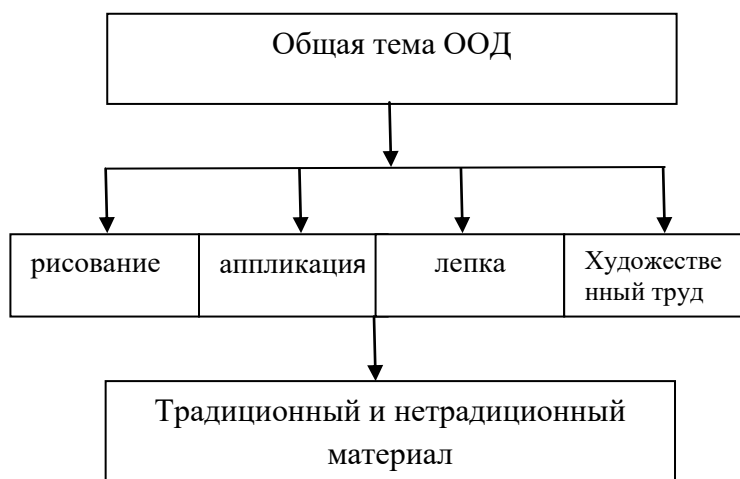 Общая тема ООД
рисование
аппликация
лепка
Художестве
нный труд
Традиционный и нетрадиционный
материал